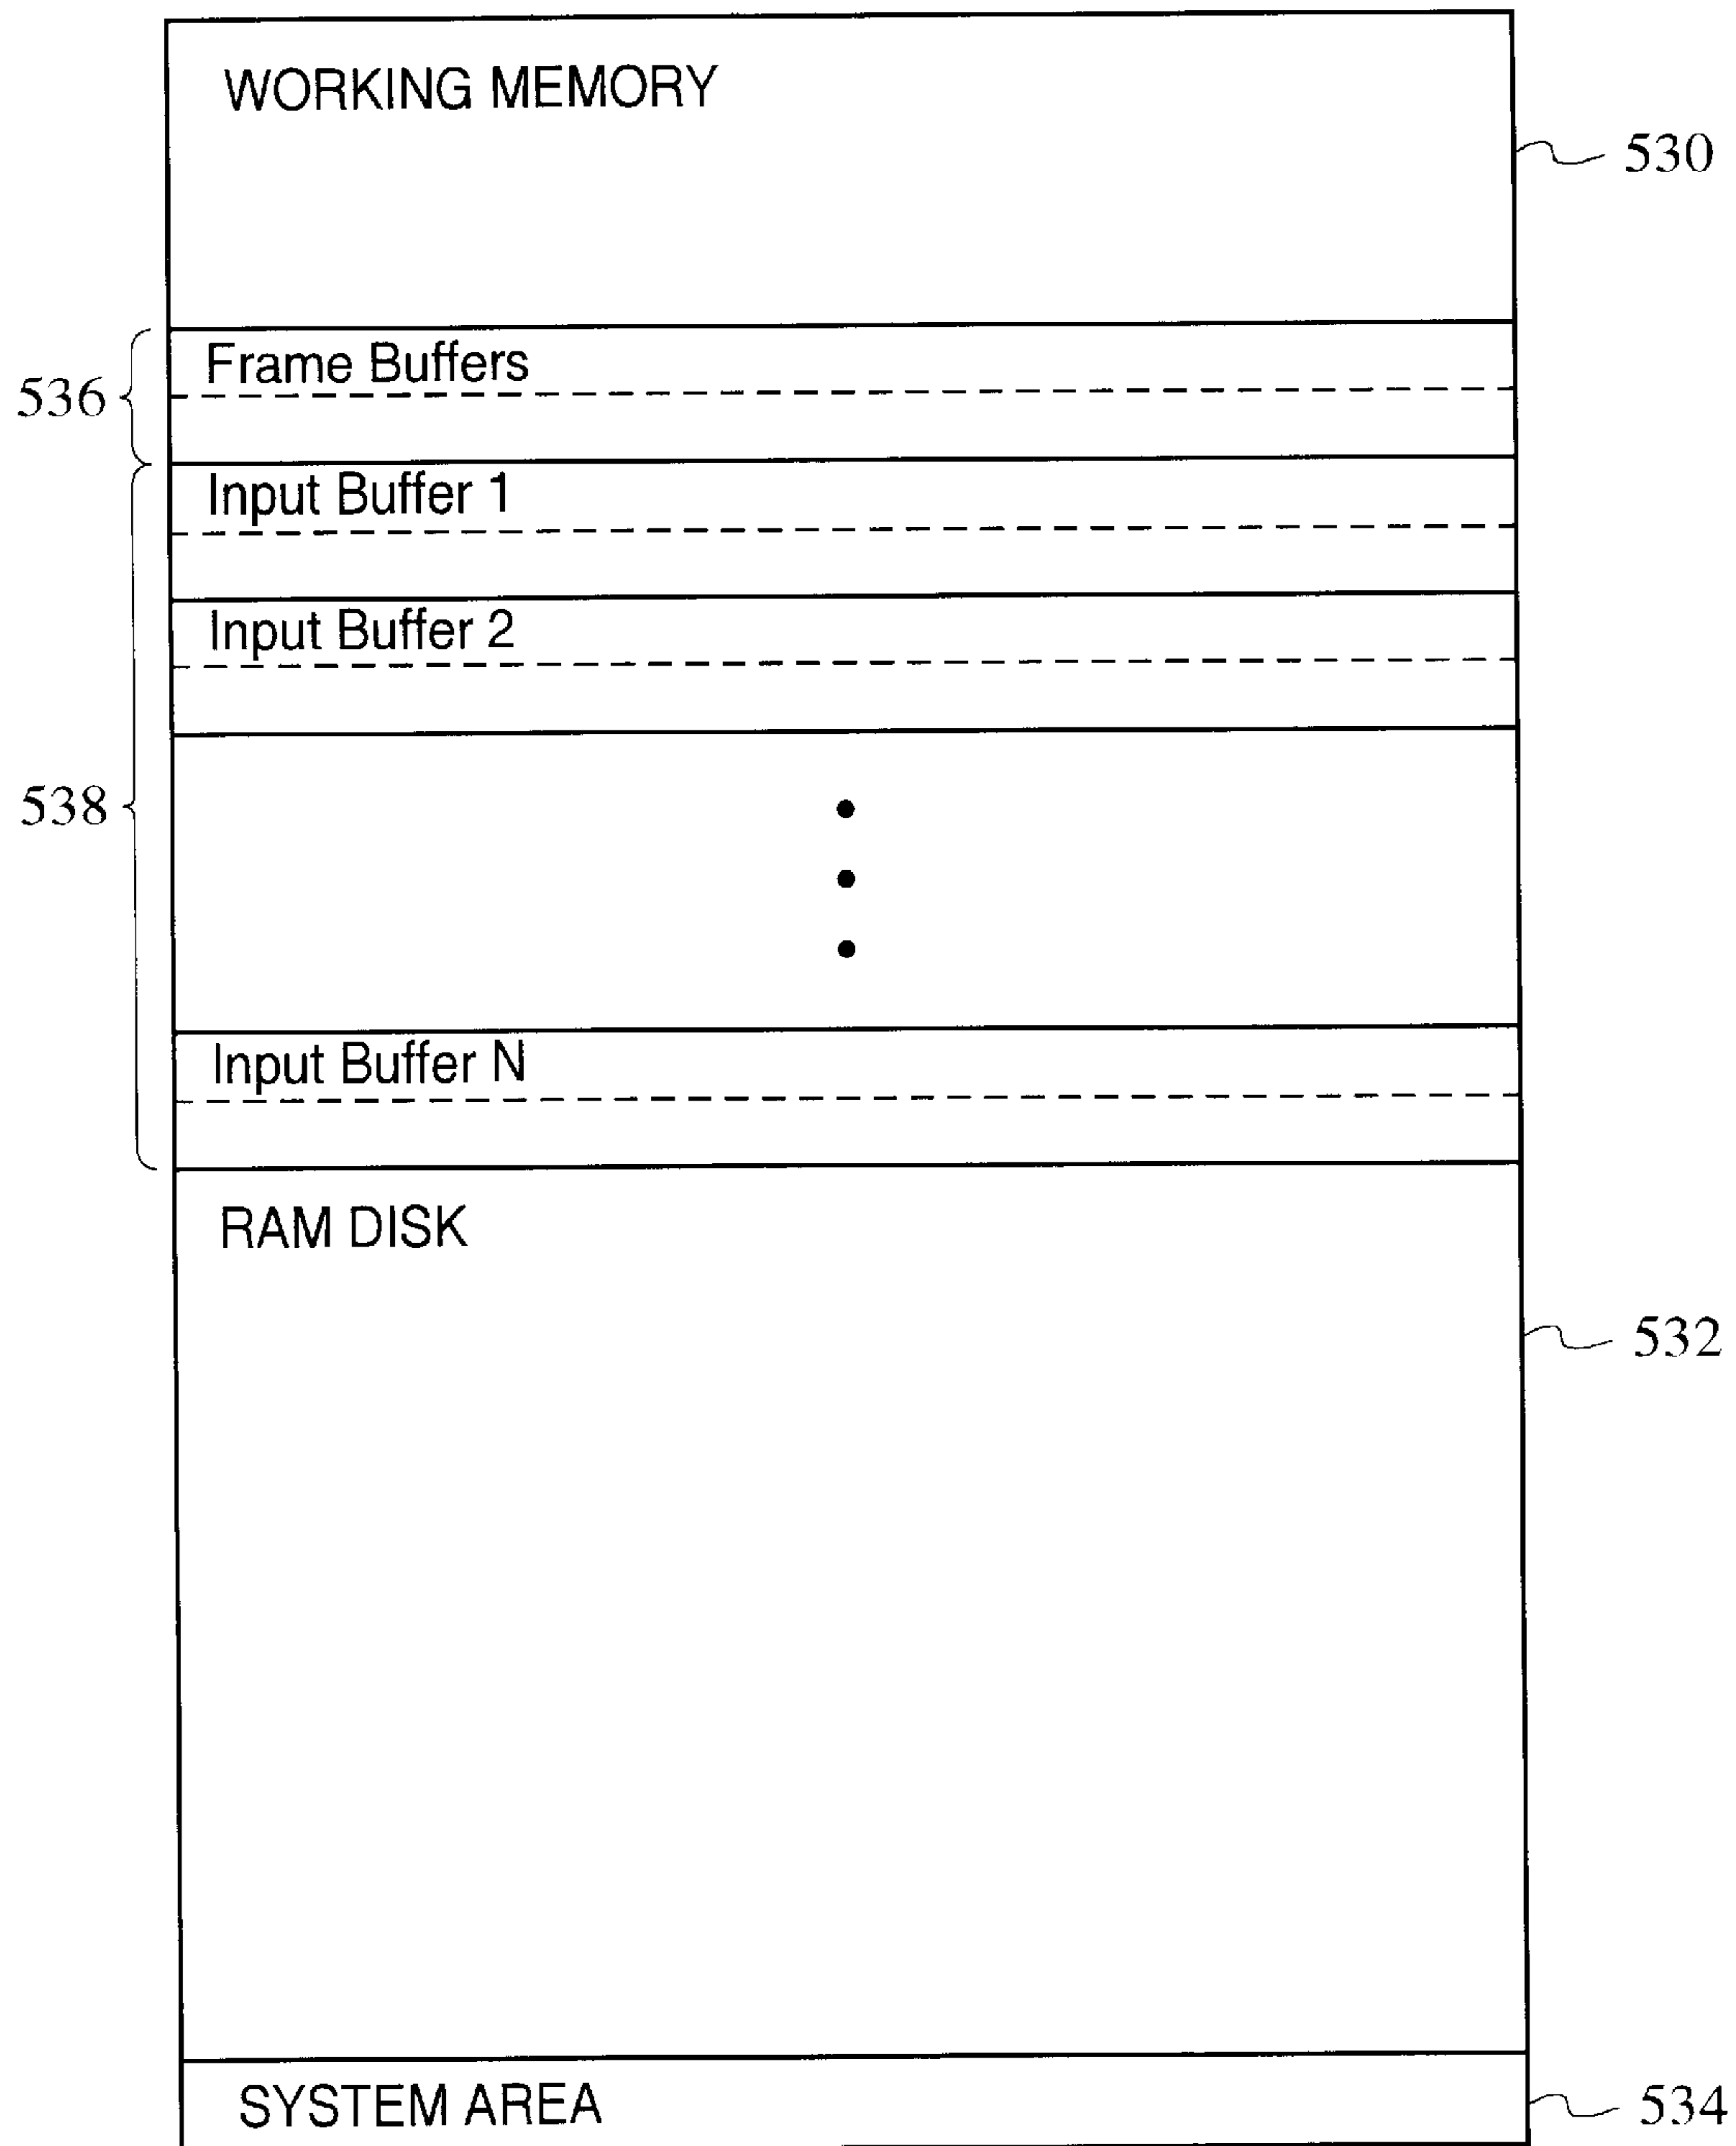 WORKING MEMORY
530
Frame Buffers
536
Input Buffer 1
Input Buffer 2
538
Input Buffer N
RAM DISK
532
SYSTEM AREA
534